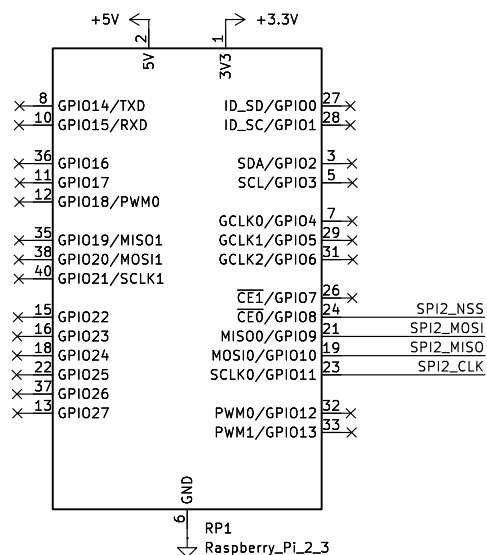 +5V
+3.3V
2
1
5V
3V3
8 GPIO14/TXD
ID_SD/GPIO0 27
10 GPIO15/RXD
ID_SC/GPIO1 28
36 GPIO16
SDA/GPIO2 3
11 GPIO17
SCL/GPIO3 5
12 GPIO18/PWM0
GCLK0/GPIO4 7
35 GPIO19/MISO1
GCLK1/GPIO5 29
38 GPIO20/MOSI1
GCLK2/GPIO6 31
40 GPIO21/SCLK1
CE1/GPIO7 26
15 GPIO22
CE0/GPIO8 24 SPI2_NSS
16 GPIO23
MISO0/GPIO9 21 SPI2_MOSI
18 GPIO24
MOSI0/GPIO10 19 SPI2_MISO
22 GPIO25
SCLK0/GPIO11 23 SPI2_CLK
37 GPIO26
13 GPIO27
PWM0/GPIO12 32
PWM1/GPIO13 33
GND
6
RP1
Raspberry_Pi_2_3